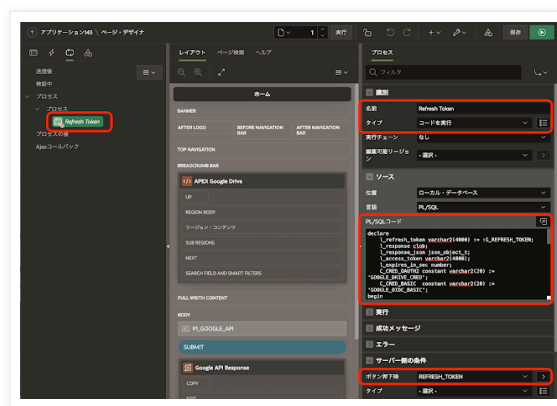 アプリケーション143 \ ページ・デザイナ
1
実行
保存
送信後
検証中
プロセス
プロセス
Refresh Token
プロセスの後
Ajaxコールバック
レイアウト
ページ検索
ヘルプ
ホーム
BANNER
AFTER LOGO
BEFORE NAVIGATION BAR
AFTER NAVIGATION BAR
TOP NAVIGATION
BREADCRUMB BAR
APEX Google Drive
UP
REGION BODY
リージョン・コンテンツ
SUB REGIONS
NEXT
SEARCH FIELD AND SMART FILTERS
FULL WIDTH CONTENT
BODY
P1_GOOGLE_API
SUBMIT
Google API Response
COPY
EDIT
プロセス
フィルタ
識別
名前
Refresh Token
タイプ
コードを実行
実行チェーン
なし
編集可能リージョン
- 選択 -
ソース
位置
ローカル・データベース
言語
PL/SQL
PL/SQLコード
declare
l_refresh_token varchar2(4000) := :G_REFRESH_TOKEN;
l_response clob;
l_response_json json_object_t;
l_access_token varchar2(4000);
l_expires_in_sec number;
C_CRED_OAUTH2 constant varchar2(20) :=
'GOOGLE_DRIVE_CRED';
C_CRED_BASIC constant varchar2(20) :=
'GOOGLE_OIDC_BASIC';
begin
実行
成功メッセージ
エラー
サーバー側の条件
ボタン押下時
REFRESH_TOKEN
タイプ
- 選択 -